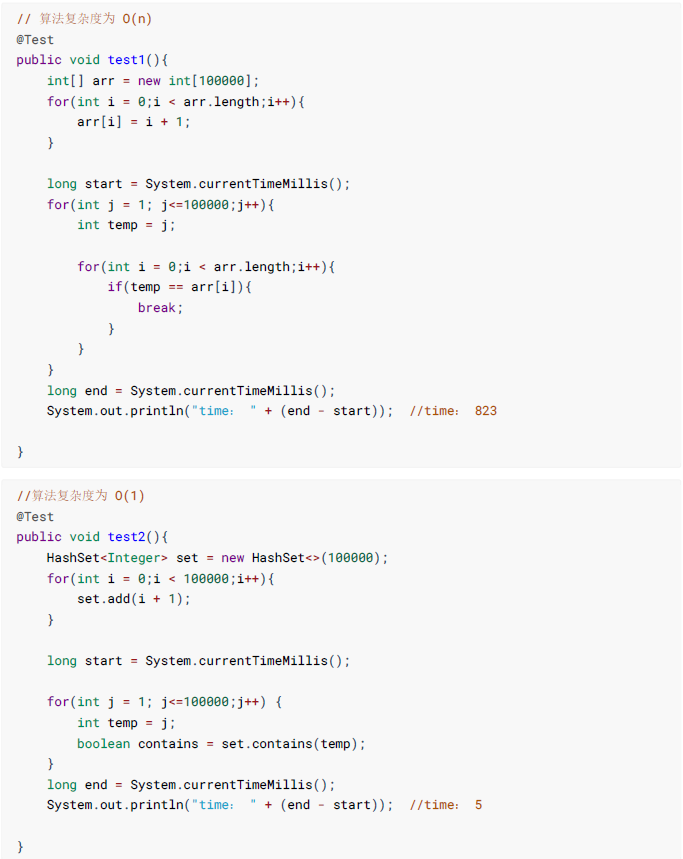 // 算法复杂度为 O(n)
@Test
public void test1(){
    int[] arr = new int[100000];
    for(int i = 0;i < arr.length;i++){
        arr[i] = i + 1;
    }
    long start = System.currentTimeMillis();
    for(int j = 1; j<=100000;j++){
        int temp = j;
        for(int i = 0;i < arr.length;i++){
            if(temp == arr[i]){
                break;
            }
        }
    }
    long end = System.currentTimeMillis();
    System.out.println("time： " + (end - start));  //time： 823
}
//算法复杂度为 O(1)
@Test
public void test2(){
    HashSet<Integer> set = new HashSet<>(100000);
    for(int i = 0;i < 100000;i++){
        set.add(i + 1);
    }
    long start = System.currentTimeMillis();
    for(int j = 1; j<=100000;j++) {
        int temp = j;
        boolean contains = set.contains(temp);
    }
    long end = System.currentTimeMillis();
    System.out.println("time： " + (end - start));  //time： 5
}